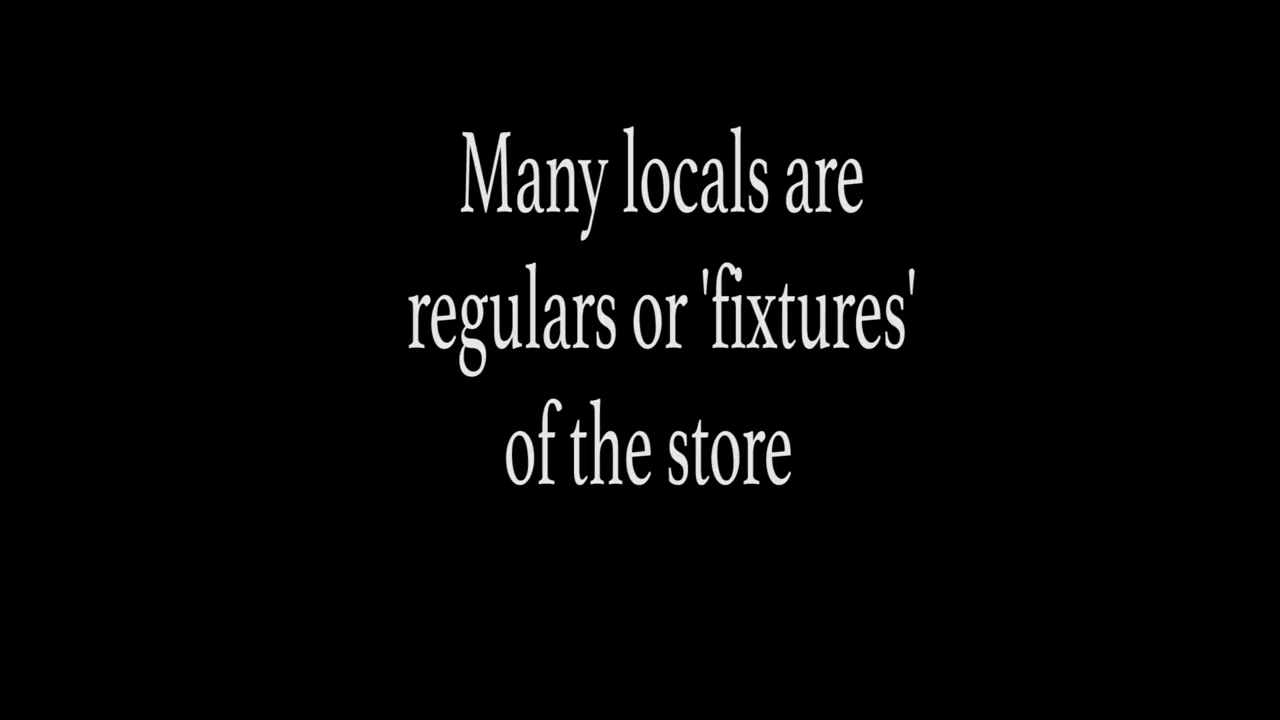 Many locals are
regulars or 'fixtures'
of the store